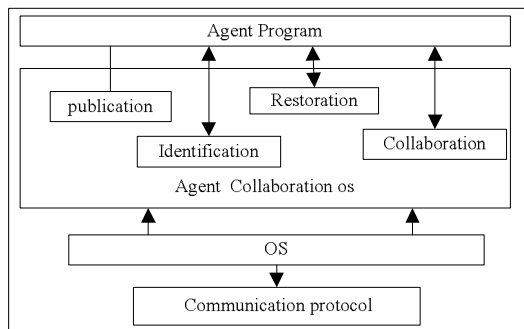 Agent Program
publication
Restoration
Identification
Collaboration
Agent Collaboration os
OS
Communication protocol